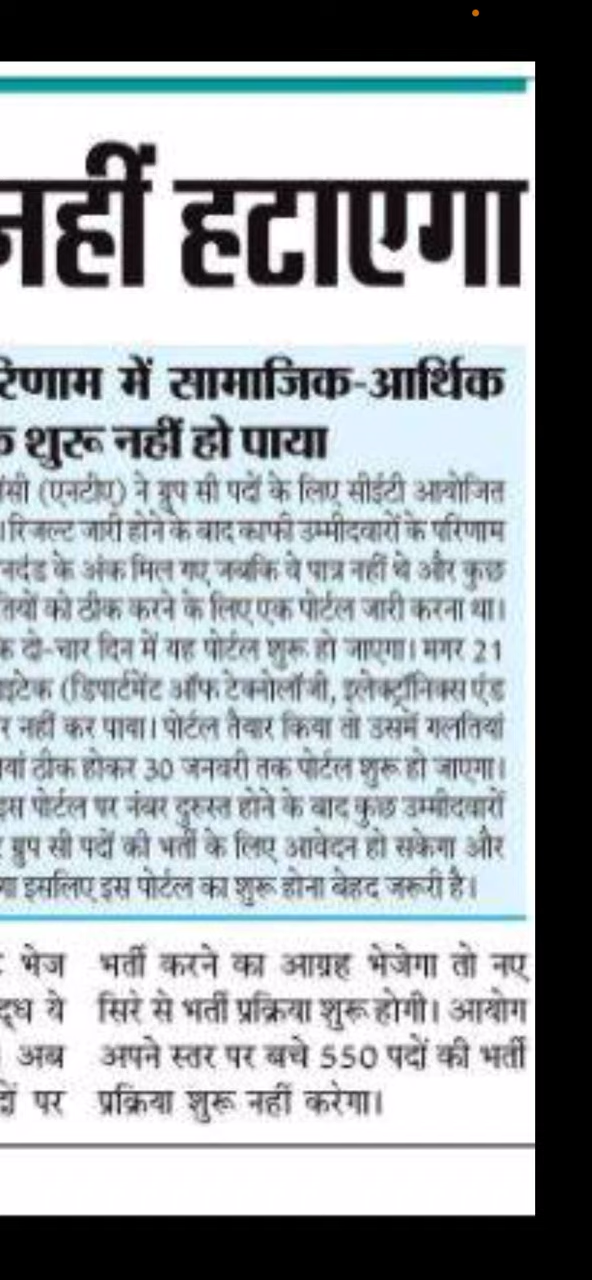 नहीं हटाएगा
रिणाम में सामाजिक-आर्थिक
क शुरू नहीं हो पाया
सी (एनटीए) ने ग्रुप सी पदों के लिए सीईटी आयोजित
। रिजल्ट जारी होने के बाद काफी उम्मीदवारों के परिणाम
नदंड के अंक मिल गए जबकि वे पात्र नहीं थे और कुछ
तियों को ठीक करने के लिए एक पोर्टल जारी करना था।
क दो-चार दिन में यह पोर्टल शुरू हो जाएगा। मगर 21
इटेक (डिपार्टमेंट ऑफ टेक्नोलॉजी, इलेक्ट्रॉनिक्स एंड
र नहीं कर पाया। पोर्टल तैयार किया तो उसमें गलतियां
यां ठीक होकर 30 जनवरी तक पोर्टल शुरू हो जाएगा।
इस पोर्टल पर नंबर दुरुस्त होने के बाद कुछ उम्मीदवारों
ग्रुप सी पदों की भर्ती के लिए आवेदन हो सकेगा और
गा इसलिए इस पोर्टल का शुरू होना बेहद जरूरी है।
भेज
द्ध ये
। अब
दों पर
भर्ती करने का आग्रह भेजेगा तो नए
सिरे से भर्ती प्रक्रिया शुरू होगी। आयोग
अपने स्तर पर बचे 550 पदों की भर्ती
प्रक्रिया शुरू नहीं करेगा।